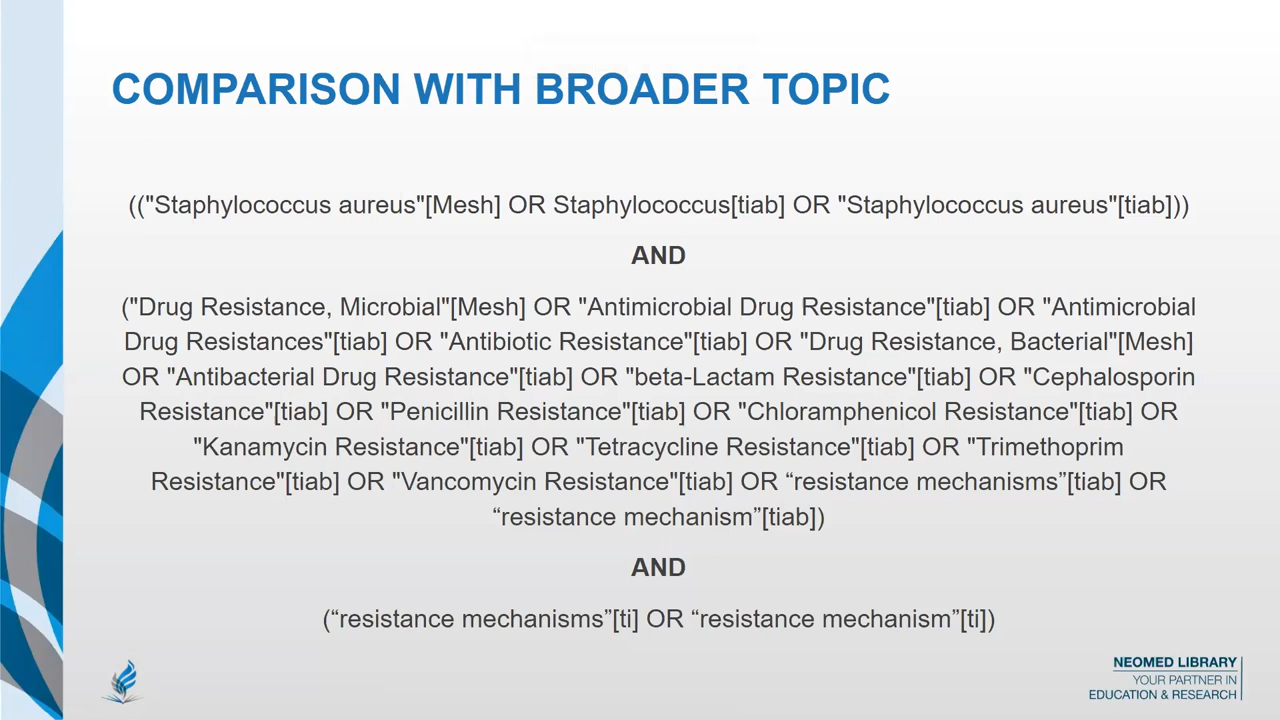 COMPARISON WITH BROADER TOPIC
(("Staphylococcus aureus"[Mesh] OR Staphylococcus[tiab] OR "Staphylococcus aureus"[tiab]))
AND
("Drug Resistance, Microbial"[Mesh] OR "Antimicrobial Drug Resistance"[tiab] OR "Antimicrobial
Drug Resistances"[tiab] OR "Antibiotic Resistance"[tiab] OR "Drug Resistance, Bacterial"[Mesh]
OR "Antibacterial Drug Resistance"[tiab] OR "beta-Lactam Resistance"[tiab] OR "Cephalosporin
Resistance"[tiab] OR "Penicillin Resistance"[tiab] OR "Chloramphenicol Resistance"[tiab] OR
"Kanamycin Resistance"[tiab] OR "Tetracycline Resistance"[tiab] OR "Trimethoprim
Resistance"[tiab] OR "Vancomycin Resistance"[tiab] OR “resistance mechanisms”[tiab] OR
“resistance mechanism”[tiab])
AND
(“resistance mechanisms”[ti] OR “resistance mechanism”[ti])
NEOMED LIBRARY
YOUR PARTNER IN
EDUCATION & RESEARCH